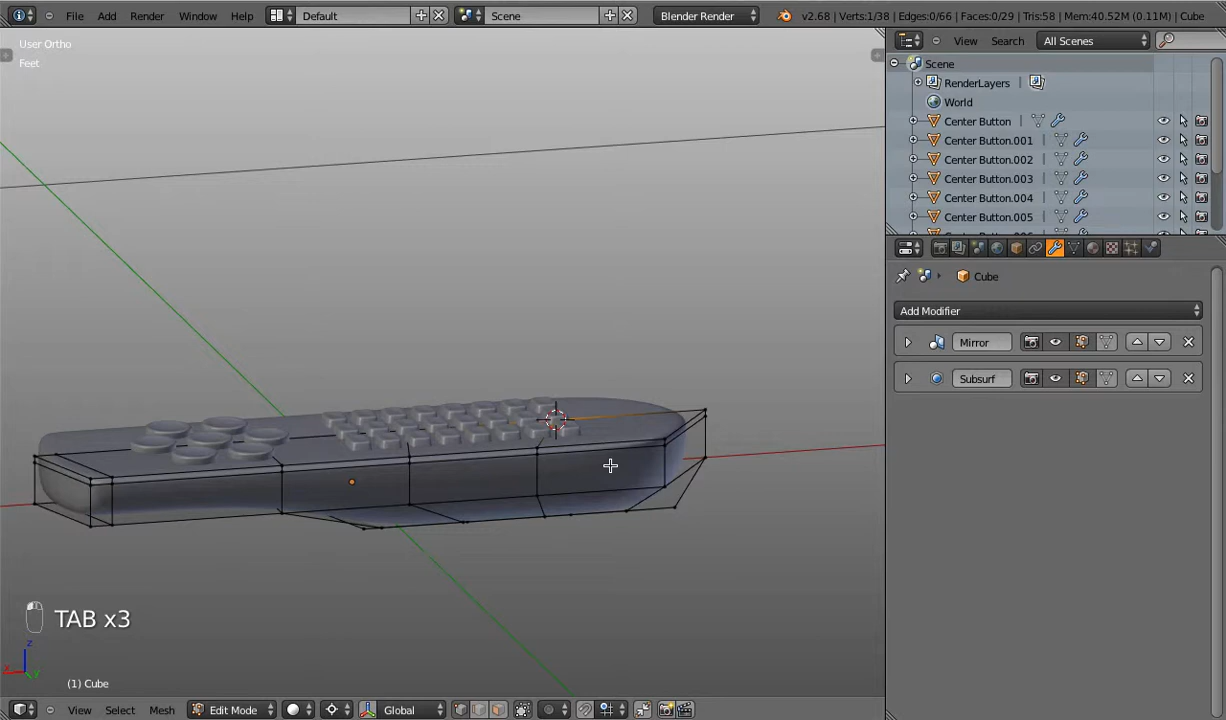 File Add Render Window Help Default Scene Blender Render v2.68 | Verts:1/38 | Edges:0/66 | Faces:0/29 | Tris:58 | Mem:40.52M (0.11M) | Cube
User Ortho
Feet
View Search All Scenes
Scene
RenderLayers |
World
Center Button |
Center Button.001 |
Center Button.002 |
Center Button.003 |
Center Button.004 |
Center Button.005 |
Cube
Add Modifier
Mirror
Subsurf
TAB x3
z
x y
(1) Cube
View Select Mesh Edit Mode Global